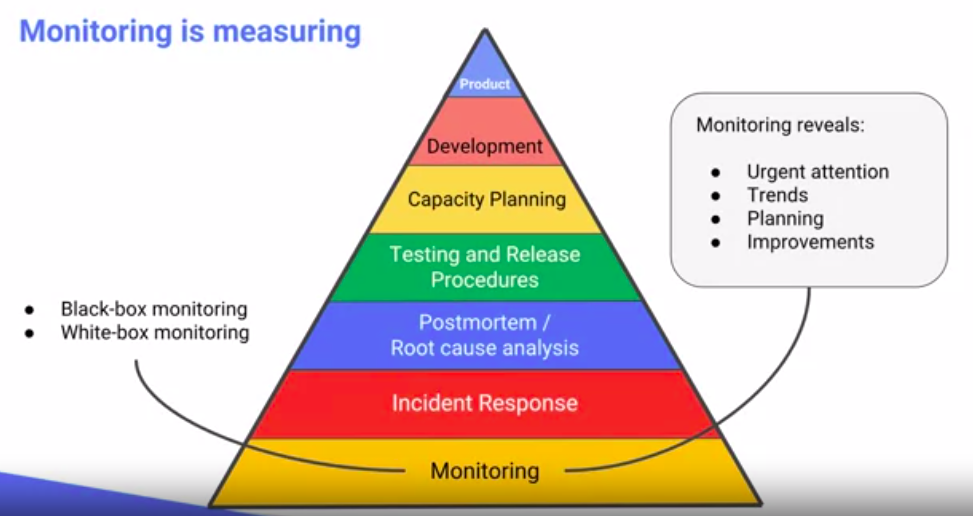 Monitoring is measuring
Product
Development
Capacity Planning
Testing and Release
Procedures
Postmortem /
Root cause analysis
Incident Response
Monitoring
● Black-box monitoring
● White-box monitoring
Monitoring reveals:
● Urgent attention
● Trends
● Planning
● Improvements